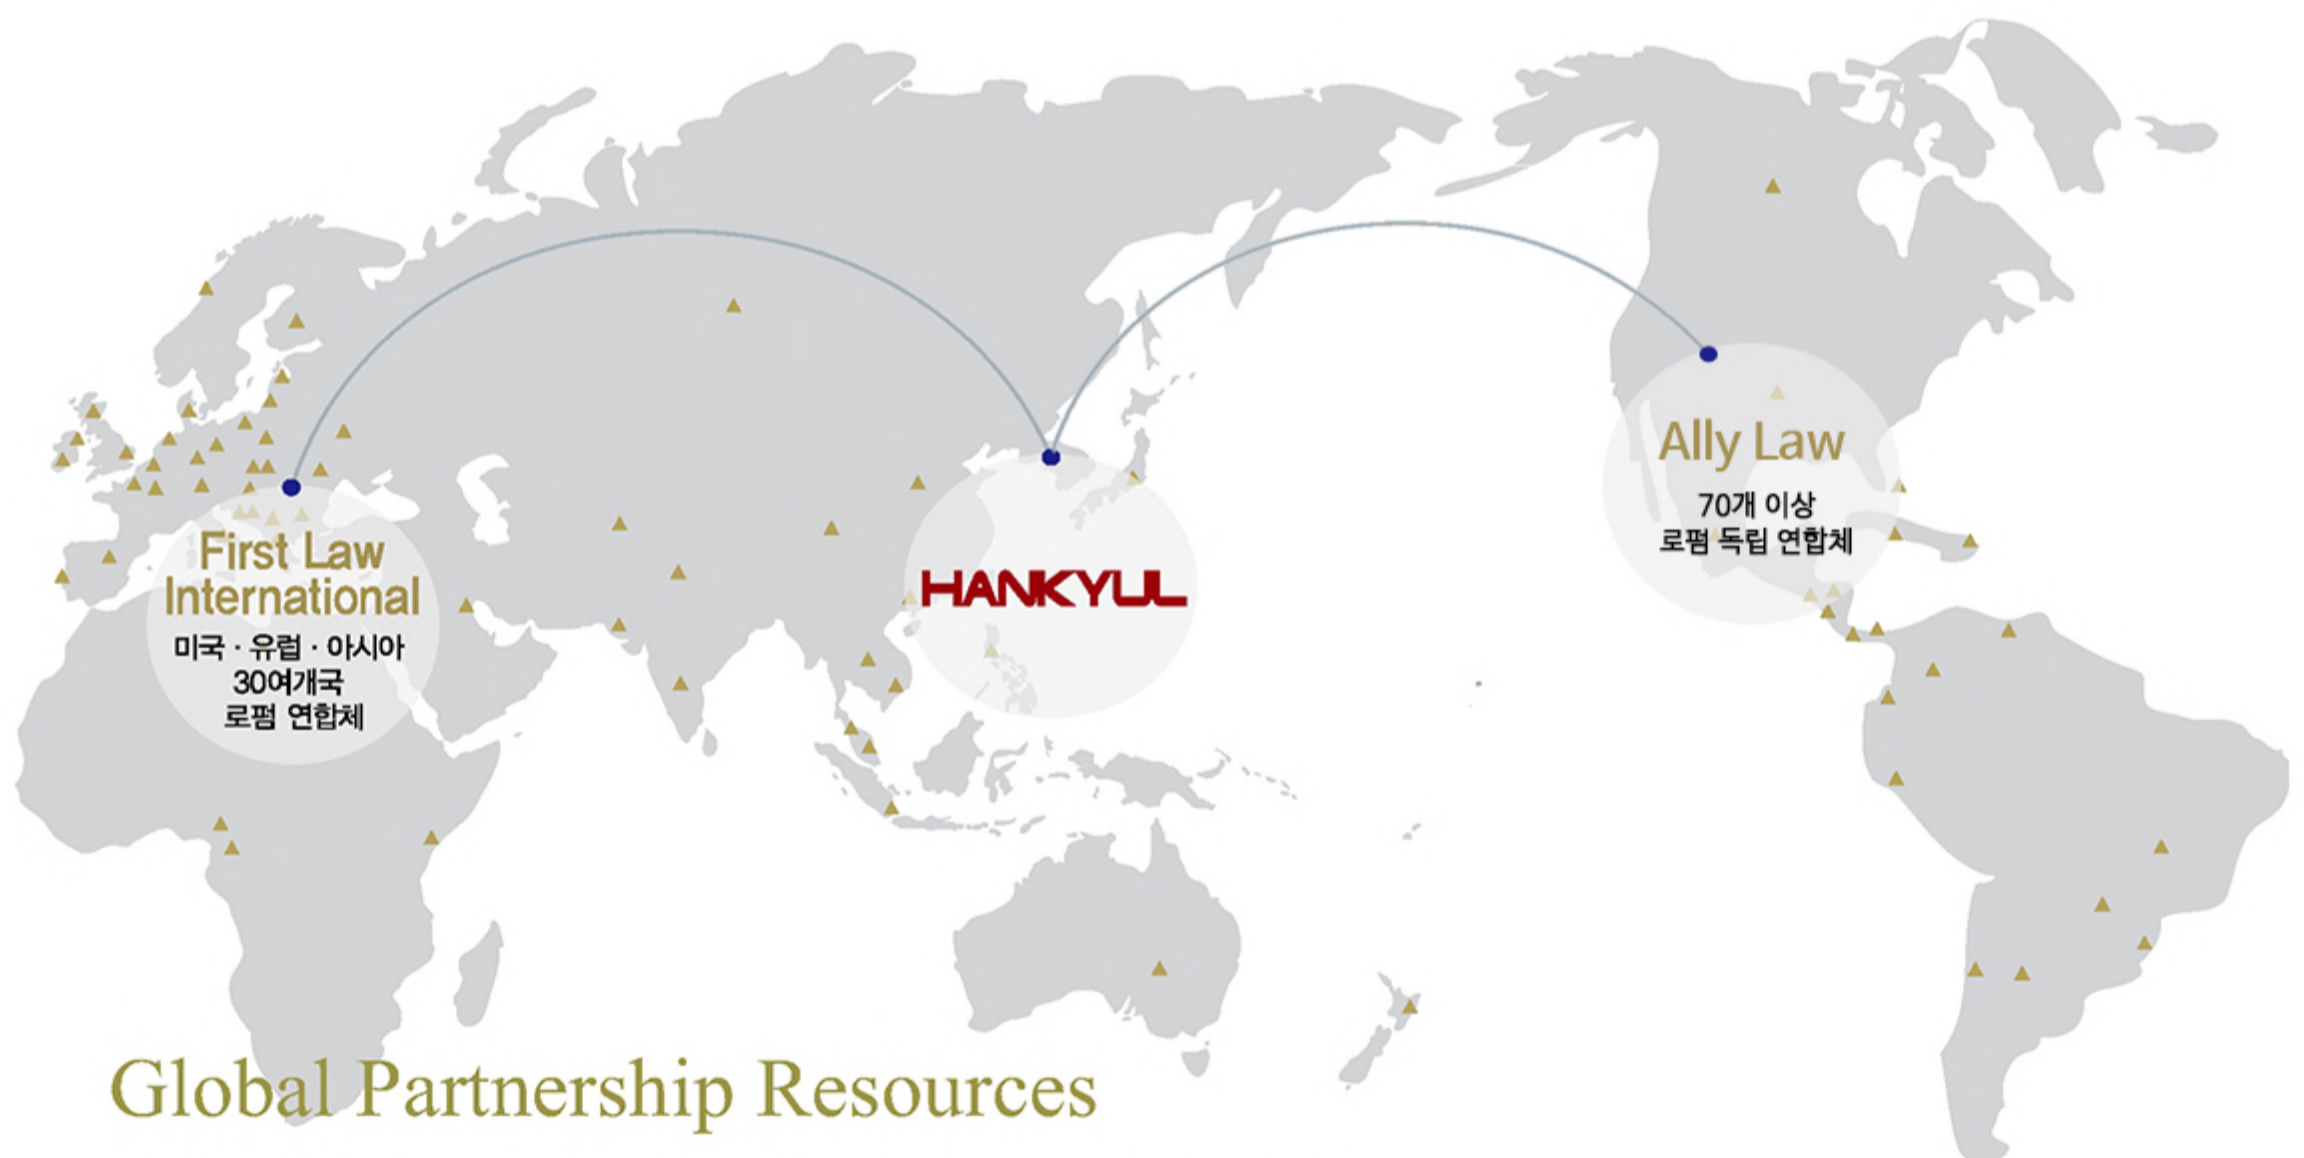 First Law
International
미국 · 유럽 · 아시아
30여개국
로펌 연합체
HANKYUL
Ally Law
70개 이상
로펌 독립 연합체
Global Partnership Resources